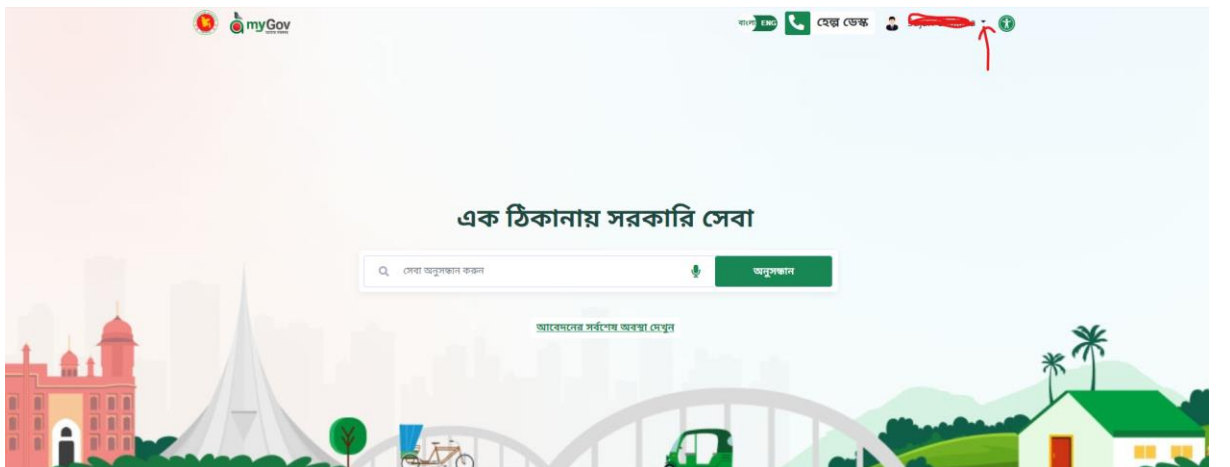 myGov
বাংলা ENG
হেল্প ডেস্ক
এক ঠিকানায় সরকারি সেবা
সেবা অনুসন্ধান করুন
অনুসন্ধান
আবেদনের সর্বশেষ অবস্থা দেখুন